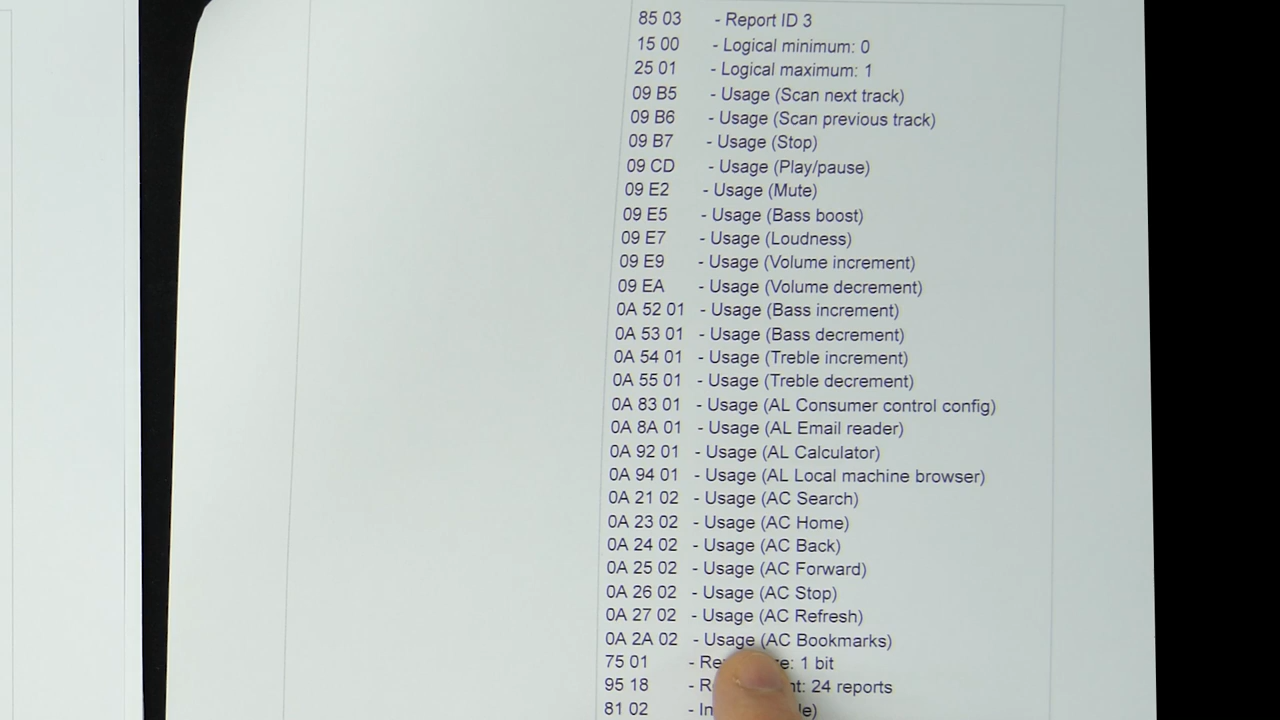 85 03 - Report ID 3
15 00 - Logical minimum: 0
25 01 - Logical maximum: 1
09 B5 - Usage (Scan next track)
09 B6 - Usage (Scan previous track)
09 B7 - Usage (Stop)
09 CD - Usage (Play/pause)
09 E2 - Usage (Mute)
09 E5 - Usage (Bass boost)
09 E7 - Usage (Loudness)
09 E9 - Usage (Volume increment)
09 EA - Usage (Volume decrement)
0A 52 01 - Usage (Bass increment)
0A 53 01 - Usage (Bass decrement)
0A 54 01 - Usage (Treble increment)
0A 55 01 - Usage (Treble decrement)
0A 83 01 - Usage (AL Consumer control config)
0A 8A 01 - Usage (AL Email reader)
0A 92 01 - Usage (AL Calculator)
0A 94 01 - Usage (AL Local machine browser)
0A 21 02 - Usage (AC Search)
0A 23 02 - Usage (AC Home)
0A 24 02 - Usage (AC Back)
0A 25 02 - Usage (AC Forward)
0A 26 02 - Usage (AC Stop)
0A 27 02 - Usage (AC Refresh)
0A 2A 02 - Usage (AC Bookmarks)
75 01 - 1 bit
95 18 - 24 reports
81 02 -